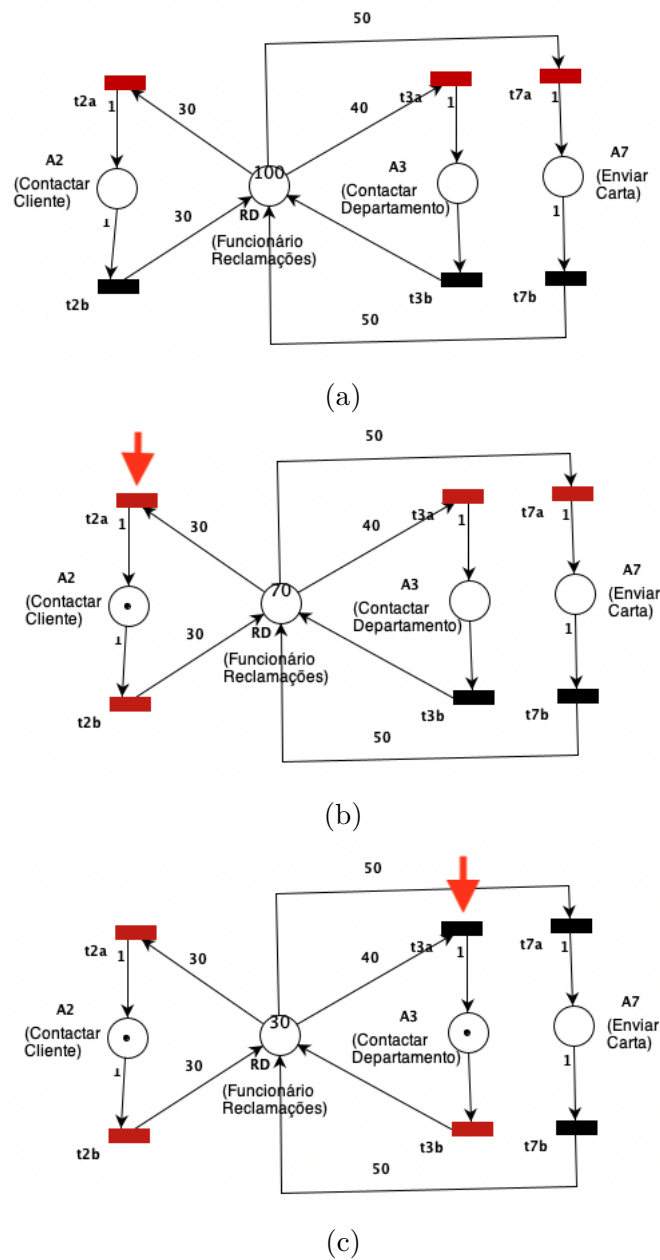 50
t2a
1
30
40
t3a
1
t7a
1
A2
(Contactar
Cliente)
100
A3
(Contactar
Departamento)
A7
(Enviar
Carta)
1
30
RD
(Funcionário
Reclamações)
1
t2b
t3b
t7b
50
(a)
50
t2a
1
30
40
t3a
1
t7a
1
A2
(Contactar
Cliente)
70
A3
(Contactar
Departamento)
A7
(Enviar
Carta)
1
30
RD
(Funcionário
Reclamações)
1
t2b
t3b
t7b
50
(b)
50
t2a
1
30
40
t3a
1
t7a
1
A2
(Contactar
Cliente)
30
A3
(Contactar
Departamento)
A7
(Enviar
Carta)
1
30
RD
(Funcionário
Reclamações)
1
t2b
t3b
t7b
50
(c)